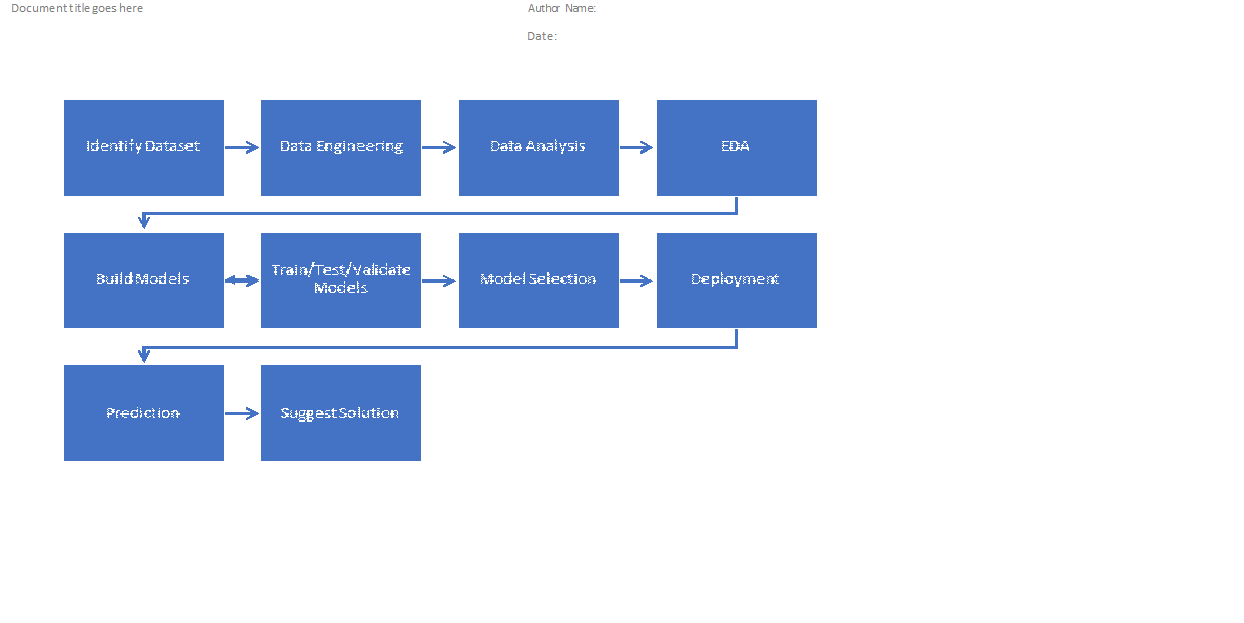 Document title goes here
Author Name:
Date:
Identify Dataset
Data Engineering
Data Analysis
EDA
Build Models
Train/Test/Validate
Models
Model Selection
Deployment
Prediction
Suggest Solution